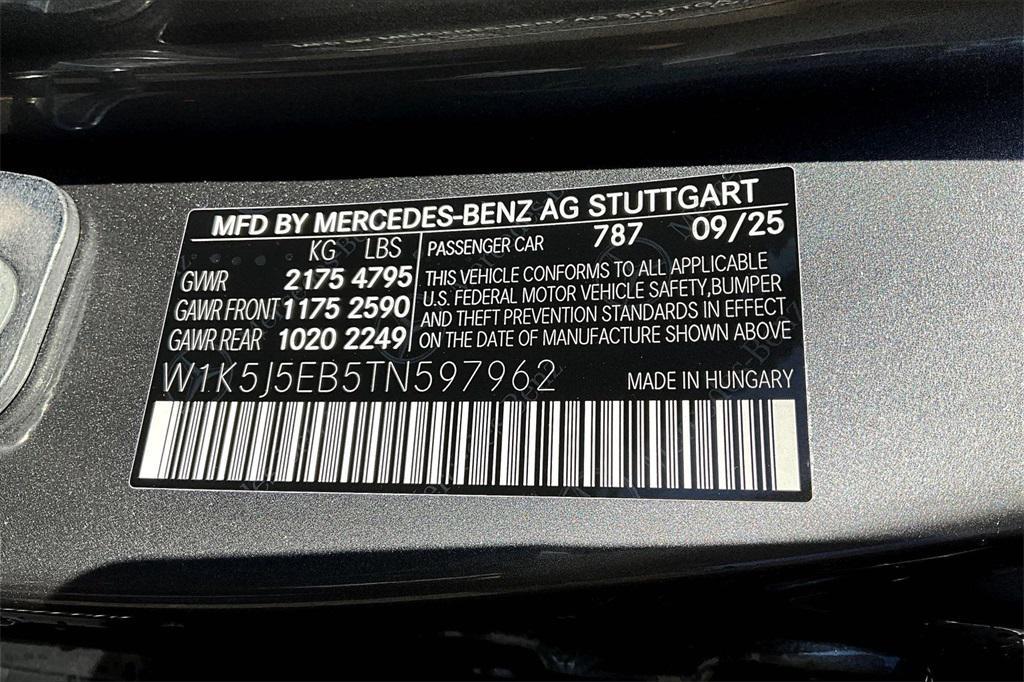 MFD BY MERCEDES-BENZ AG STUTTGART
KG LBS
GVWR 2175 4795
GAWR FRONT 1175 2590
GAWR REAR 1020 2249
PASSENGER CAR 787 09/25
THIS VEHICLE CONFORMS TO ALL APPLICABLE
U.S. FEDERAL MOTOR VEHICLE SAFETY,BUMPER
AND THEFT PREVENTION STANDARDS IN EFFECT
ON THE DATE OF MANUFACTURE SHOWN ABOVE
W1K5J5EB5TN597962
MADE IN HUNGARY